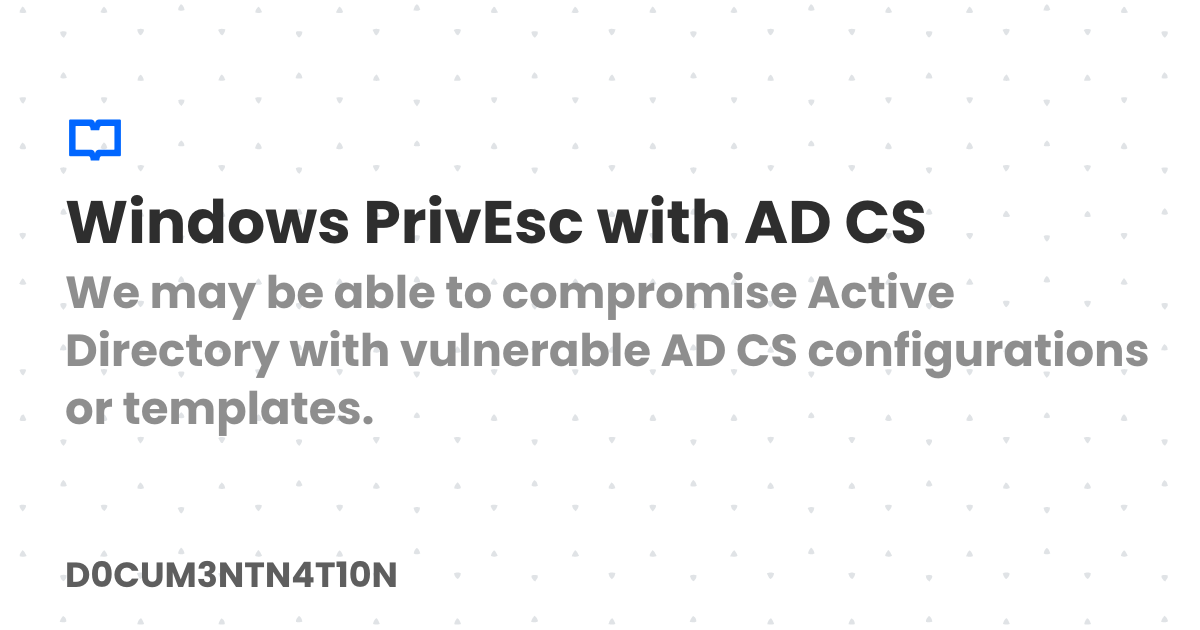 Windows PrivEsc with AD CS
We may be able to compromise Active
Directory with vulnerable AD CS configurations
or templates.
D0CUM3NTN4T10N